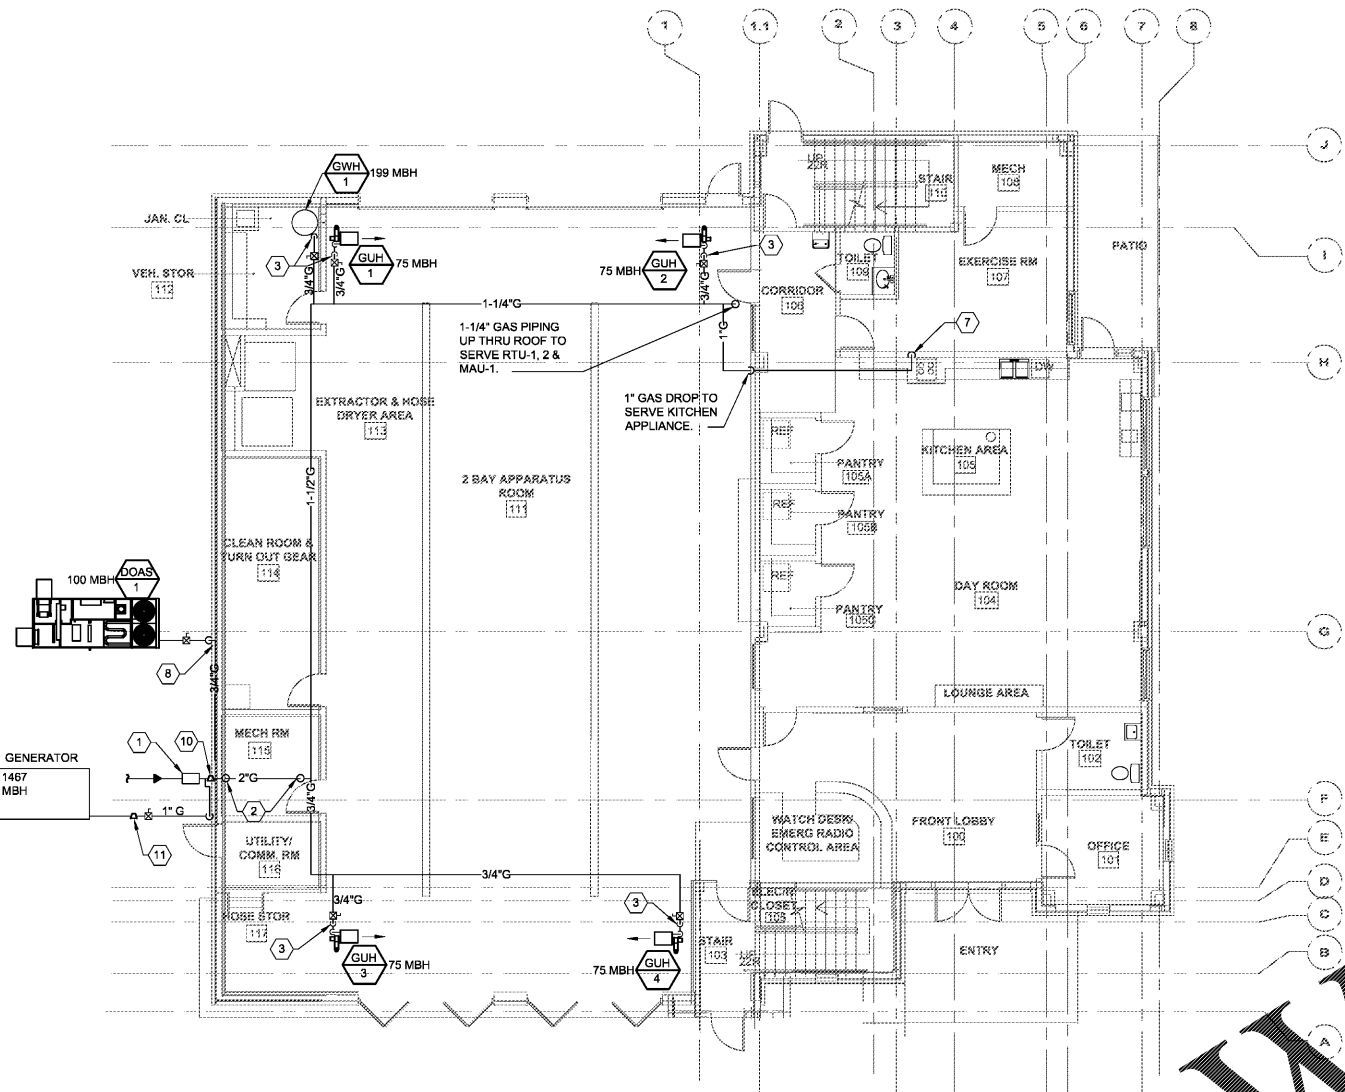 1
1.1
2
3
4
5
6
7
8
J
I
H
G
F
E
D
C
B
A
GWH
1
199 MBH
JAN. CL
VEH. STOR
112
3
3/4"G
3/4"G
GUH
1
75 MBH
75 MBH
GUH
2
3
3/4"G
UP
22R
STAIR
110
MECH
108
PATIO
TOILET
109
EXERCISE RM
107
CORRIDOR
106
1-1/4"G
1-1/4" GAS PIPING
UP THRU ROOF TO
SERVE RTU-1, 2 &
MAU-1.
1"G
7
DW
1" GAS DROP TO
SERVE KITCHEN
APPLIANCE.
EXTRACTOR & HOSE
DRYER AREA
113
1-1/2"G
2 BAY APPARATUS
ROOM
111
REF
PANTRY
105A
REF
PANTRY
105B
REF
PANTRY
105C
KITCHEN AREA
105
DAY ROOM
104
LOUNGE AREA
CLEAN ROOM &
TURN OUT GEAR
114
100 MBH
DOAS
1
8
3/4"G
MECH RM
115
GENERATOR
1467
MBH
1
10
2"G
2
3/4"G
1" G
11
UTILITY/
COMM. RM
116
TOILET
102
WATCH DESK/
EMERG RADIO
CONTROL AREA
FRONT LOBBY
100
OFFICE
101
3/4"G
3/4"G
HOSE STOR
117
3
GUH
3
75 MBH
3
75 MBH
GUH
4
ELECTR
CLOSET
STAIR
103
UP
22R
ENTRY